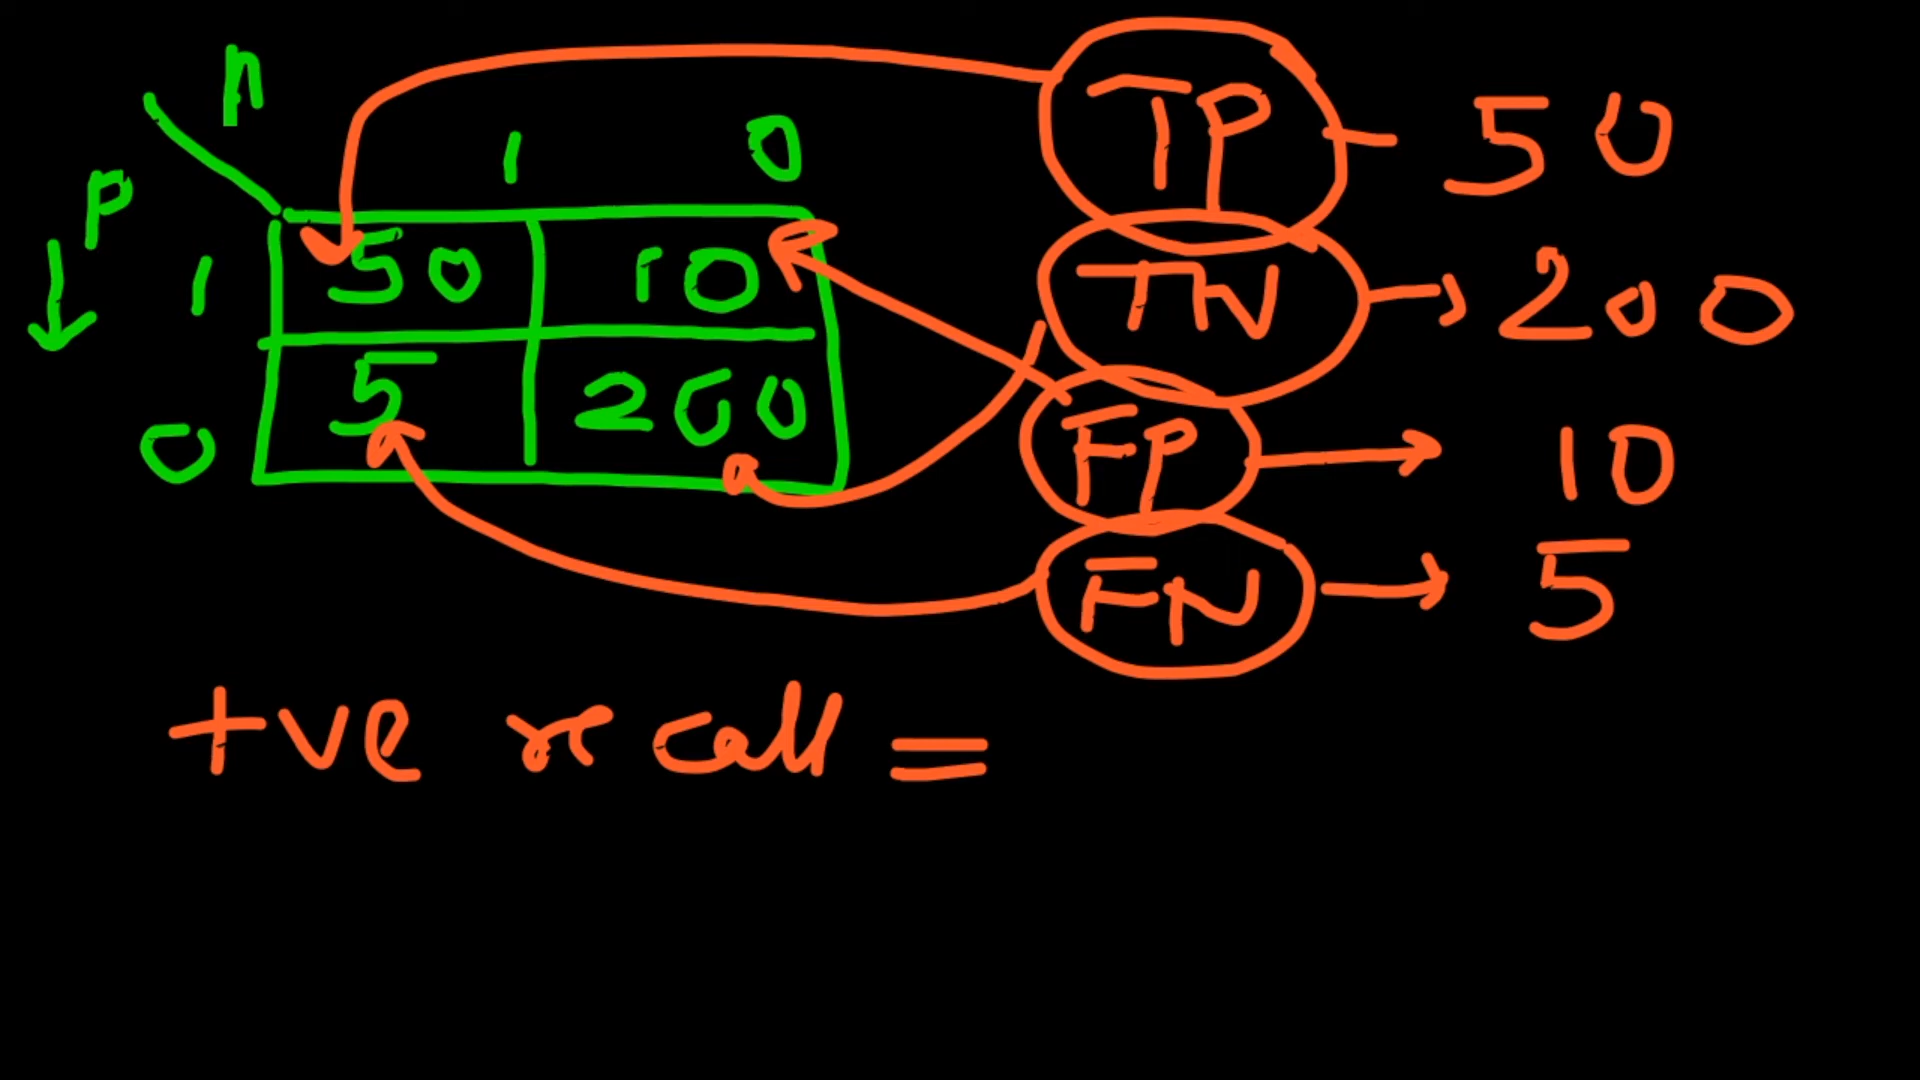 A
1 0
P
1 50 10
0 5 200
TP - 50
TN → 200
FP → 10
FN → 5
+ve recall =